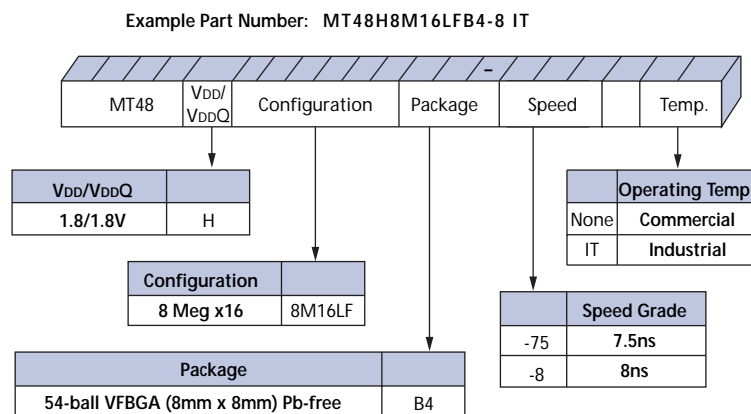 Example Part Number: MT48H8M16LFB4-8 IT
-
MT48
VDD/
VDDQ
Configuration
Package
Speed
Temp.
VDD/VDDQ
1.8/1.8V H
Configuration
8 Meg x16 8M16LF
Package
54-ball VFBGA (8mm x 8mm) Pb-free B4
Speed Grade
-75 7.5ns
-8 8ns
Operating Temp
None Commercial
IT Industrial